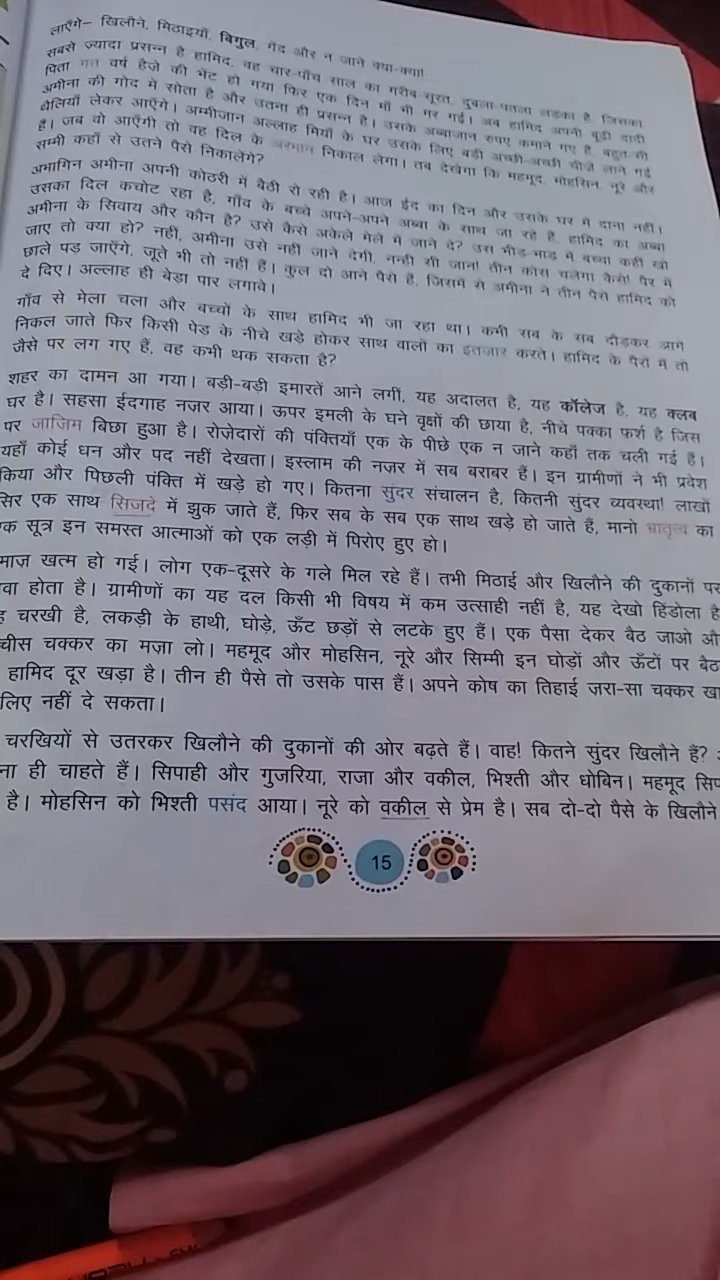 लाएँगे– खिलौने, मिठाइयाँ, बिगुल, गेंद और न जाने क्या-क्या!
सबसे ज्यादा प्रसन्न है हामिद, वह चार-पाँच साल का गरीब-सूरत, दुबला-पतला लड़का है, जिसका
पिता गत वर्ष हैजे की भेंट हो गया फिर एक दिन माँ भी मर गई। अब हामिद अपनी बूढ़ी दादी
अमीना की गोद में सोता है और उतना ही प्रसन्न है। उसके अब्बाजान रुपए कमाने गए हैं, बहुत-सी
थैलियाँ लेकर आएँगे। अम्मीजान अल्लाह मियाँ के घर उसके लिए बड़ी अच्छी-अच्छी चीजें लाने गई
है। जब वो आएँगी तो वह दिल के अरमान निकाल लेगा। तब देखेगा कि महमूद, मोहसिन, नूरे और
सम्मी कहाँ से उतने पैसे निकालेंगे?
अभागिन अमीना अपनी कोठरी में बैठी रो रही है। आज ईद का दिन और उसके घर में दाना नहीं।
उसका दिल कचोट रहा है, गाँव के बच्चे अपने-अपने अब्बा के साथ जा रहे हैं, हामिद का अब्बा
अमीना के सिवाय और कौन है? उसे कैसे अकेले मेले में जाने दे? उस भीड़-भाड़ में बच्चा कहीं खो
जाए तो क्या हो? नहीं, अमीना उसे नहीं जाने देगी, नन्ही सी जान! तीन कोस चलेगा कैसे! पैर में
छाले पड़ जाएँगे, जूते भी तो नहीं हैं। कुल दो आने पैसे हैं, जिसमें से अमीना ने तीन पैसे हामिद को
दे दिए। अल्लाह ही बेड़ा पार लगावे।
गाँव से मेला चला और बच्चों के साथ हामिद भी जा रहा था। कभी सब के सब दौड़कर आगे
निकल जाते फिर किसी पेड़ के नीचे खड़े होकर साथ वालों का इंतज़ार करते। हामिद के पैरों में तो
जैसे पर लग गए हैं, वह कभी थक सकता है?
शहर का दामन आ गया। बड़ी-बड़ी इमारतें आने लगीं, यह अदालत है, यह कॉलेज है, यह क्लब
घर है। सहसा ईदगाह नज़र आया। ऊपर इमली के घने वृक्षों की छाया है, नीचे पक्का फ़र्श है जिस
पर जाजिम बिछा हुआ है। रोज़ेदारों की पंक्तियाँ एक के पीछे एक न जाने कहाँ तक चली गई हैं।
यहाँ कोई धन और पद नहीं देखता। इस्लाम की नज़र में सब बराबर हैं। इन ग्रामीणों ने भी प्रवेश
किया और पिछली पंक्ति में खड़े हो गए। कितना सुंदर संचालन है, कितनी सुंदर व्यवस्था! लाखों
सिर एक साथ सिजदे में झुक जाते हैं, फिर सब के सब एक साथ खड़े हो जाते हैं, मानो भ्रातृत्व का
क सूत्र इन समस्त आत्माओं को एक लड़ी में पिरोए हुए हो।
माज़ खत्म हो गई। लोग एक-दूसरे के गले मिल रहे हैं। तभी मिठाई और खिलौने की दुकानों पर
वा होता है। ग्रामीणों का यह दल किसी भी विषय में कम उत्साही नहीं है, यह देखो हिंडोला है
चरखी है, लकड़ी के हाथी, घोड़े, ऊँट छड़ों से लटके हुए हैं। एक पैसा देकर बैठ जाओ औ
चीस चक्कर का मज़ा लो। महमूद और मोहसिन, नूरे और सिम्मी इन घोड़ों और ऊँटों पर बैठ
हामिद दूर खड़ा है। तीन ही पैसे तो उसके पास हैं। अपने कोष का तिहाई ज़रा-सा चक्कर खा
लिए नहीं दे सकता।
चरखियों से उतरकर खिलौने की दुकानों की ओर बढ़ते हैं। वाह! कितने सुंदर खिलौने हैं?
ना ही चाहते हैं। सिपाही और गुजरिया, राजा और वकील, भिश्ती और धोबिन। महमूद सिप
है। मोहसिन को भिश्ती पसंद आया। नूरे को वकील से प्रेम है। सब दो-दो पैसे के खिलौने
15